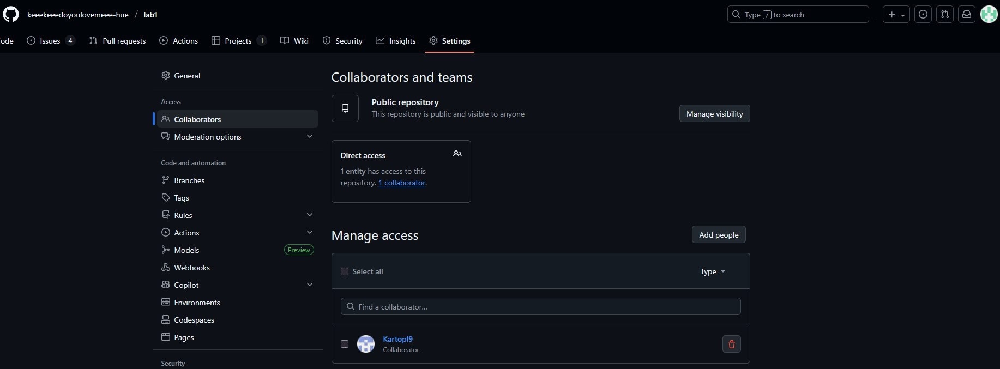 keeekeeedoyoulovemeee-hue / lab1
Type / to search
ode Issues 4 Pull requests Actions Projects 1 Wiki Security Insights Settings
General
Access
Collaborators
Moderation options
Code and automation
Branches
Tags
Rules
Actions
Models Preview
Webhooks
Copilot
Environments
Codespaces
Pages
Security
Collaborators and teams
Public repository
This repository is public and visible to anyone
Manage visibility
Direct access
1 entity has access to this
repository. 1 collaborator.
Manage access
Add people
Select all
Type
Find a collaborator...
Kartopl9
Collaborator